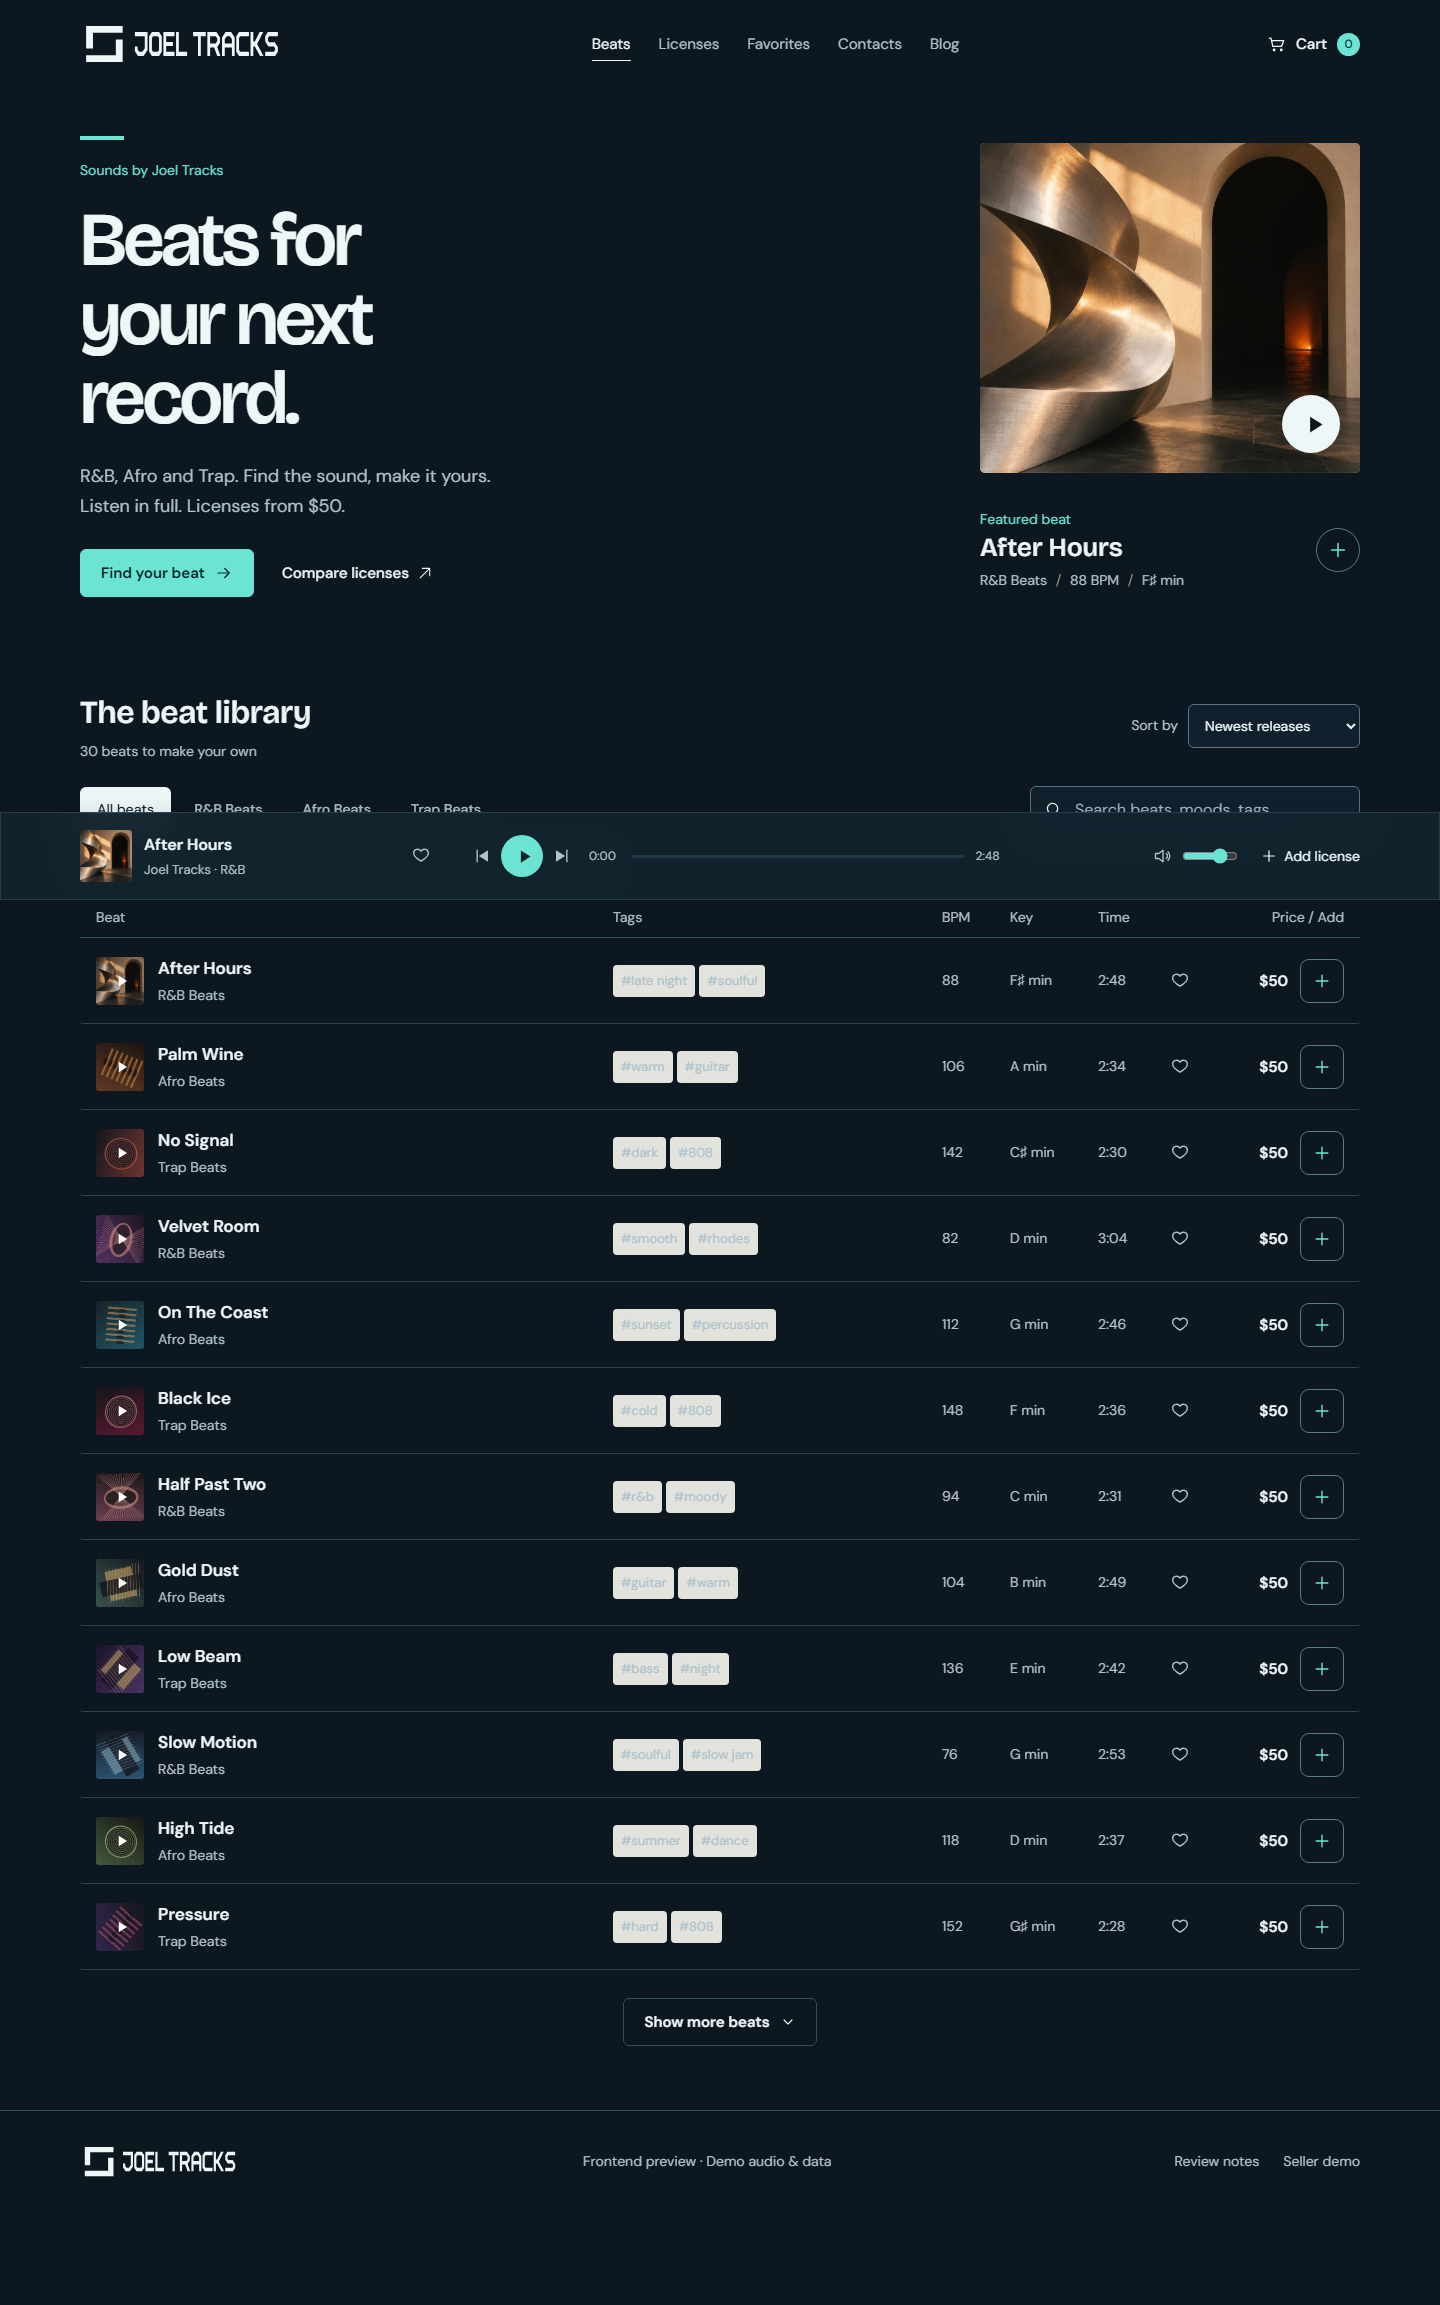 JOEL TRACKS
Beats Licenses Favorites Contacts Blog
Cart 0
Sounds by Joel Tracks
Beats for
your next
record.
R&B, Afro and Trap. Find the sound, make it yours.
Listen in full. Licenses from $50.
Find your beat
Compare licenses
Featured beat
After Hours
R&B Beats / 88 BPM / F♯ min
The beat library
30 beats to make your own
Sort by Newest releases
All beats R&B Beats Afro Beats Trap Beats
Search beats, moods, tags
After Hours
Joel Tracks · R&B
0:00 2:48
Add license
Beat Tags BPM Key Time Price / Add
After Hours
R&B Beats
#late night #soulful 88 F♯ min 2:48 $50
Palm Wine
Afro Beats
#warm #guitar 106 A min 2:34 $50
No Signal
Trap Beats
#dark #808 142 C♯ min 2:30 $50
Velvet Room
R&B Beats
#smooth #rhodes 82 D min 3:04 $50
On The Coast
Afro Beats
#sunset #percussion 112 G min 2:46 $50
Black Ice
Trap Beats
#cold #808 148 F min 2:36 $50
Half Past Two
R&B Beats
#r&b #moody 94 C min 2:31 $50
Gold Dust
Afro Beats
#guitar #warm 104 B min 2:49 $50
Low Beam
Trap Beats
#bass #night 136 E min 2:42 $50
Slow Motion
R&B Beats
#soulful #slow jam 76 G min 2:53 $50
High Tide
Afro Beats
#summer #dance 118 D min 2:37 $50
Pressure
Trap Beats
#hard #808 152 G♯ min 2:28 $50
Show more beats
JOEL TRACKS
Frontend preview · Demo audio & data
Review notes Seller demo